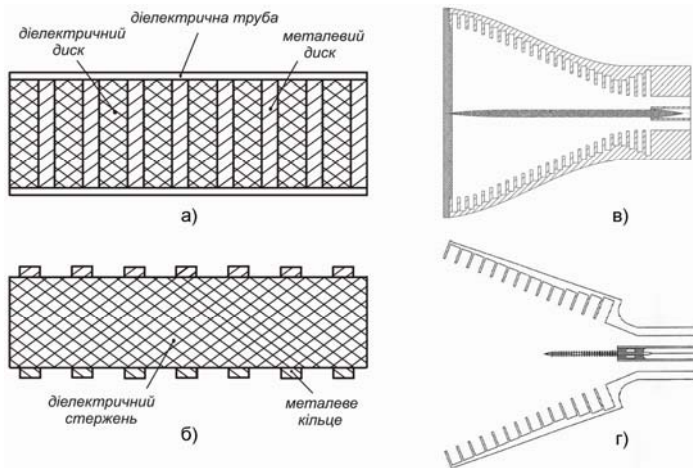 діелектрична труба
діелектричний
диск
металевий
диск
а)
в)
діелектричний
стержень
металеве
кільце
б)
г)